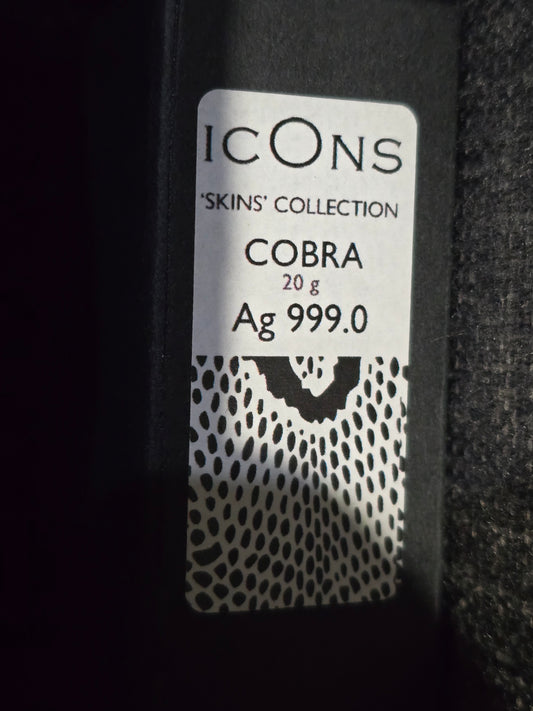 ICONS
'SKINS' COLLECTION
COBRA
20 g
Ag 999.0